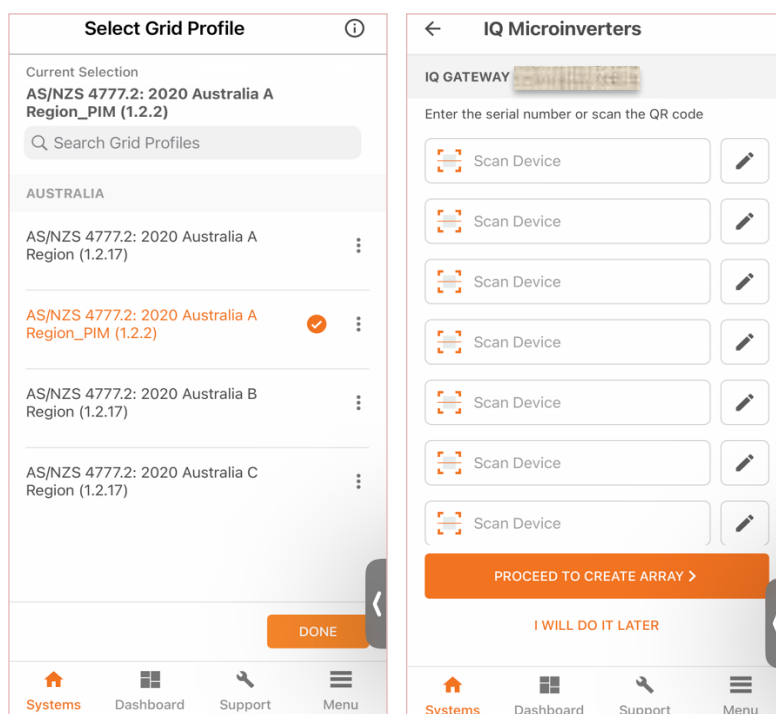 Select Grid Profile
Current Selection
AS/NZS 4777.2: 2020 Australia A
Region_PIM (1.2.2)
Search Grid Profiles
AUSTRALIA
AS/NZS 4777.2: 2020 Australia A
Region (1.2.17)
AS/NZS 4777.2: 2020 Australia A
Region_PIM (1.2.2)
AS/NZS 4777.2: 2020 Australia B
Region (1.2.17)
AS/NZS 4777.2: 2020 Australia C
Region (1.2.17)
DONE
Systems
Dashboard
Support
Menu
IQ Microinverters
IQ GATEWAY
Enter the serial number or scan the QR code
Scan Device
Scan Device
Scan Device
Scan Device
Scan Device
Scan Device
Scan Device
PROCEED TO CREATE ARRAY
I WILL DO IT LATER
Systems
Dashboard
Support
Menu